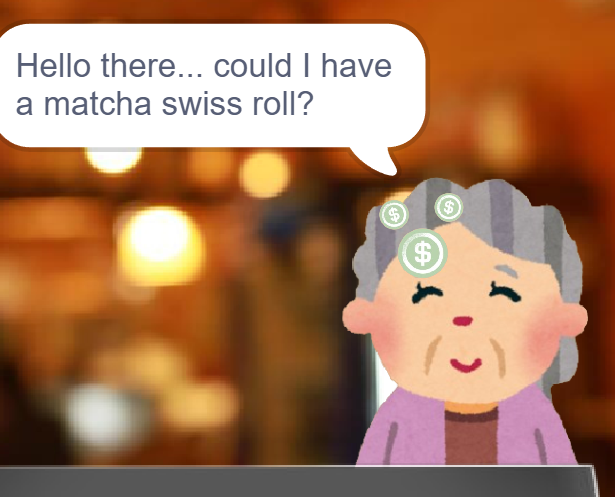 Hello there... could I have
a matcha swiss roll?
$
$
$